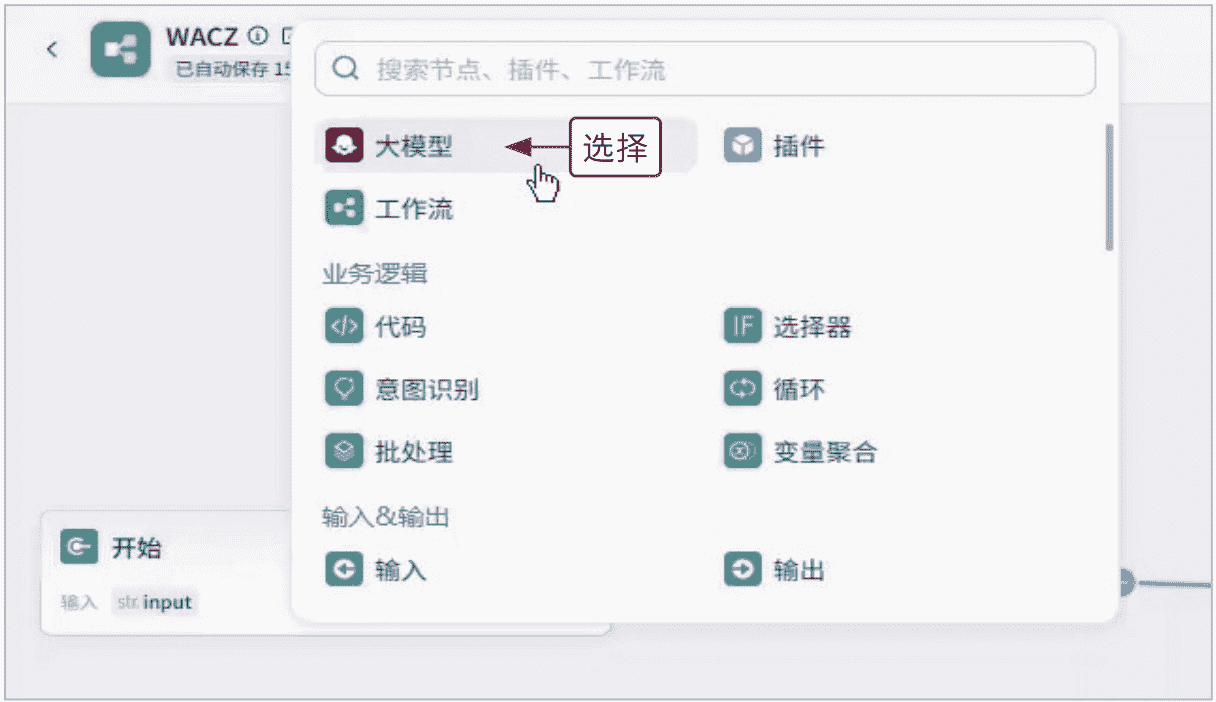 WACZ
已自动保存 15
搜索节点、插件、工作流
大模型
选择
插件
工作流
业务逻辑
代码
选择器
意图识别
循环
批处理
变量聚合
输入&输出
输入
输出
开始
输入 str. input